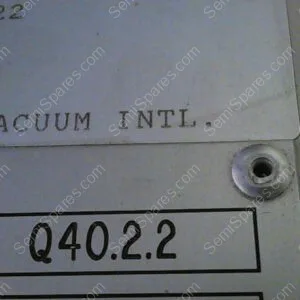 22
ACUUM INTL.
Q40.2.2
SemiSpares.com